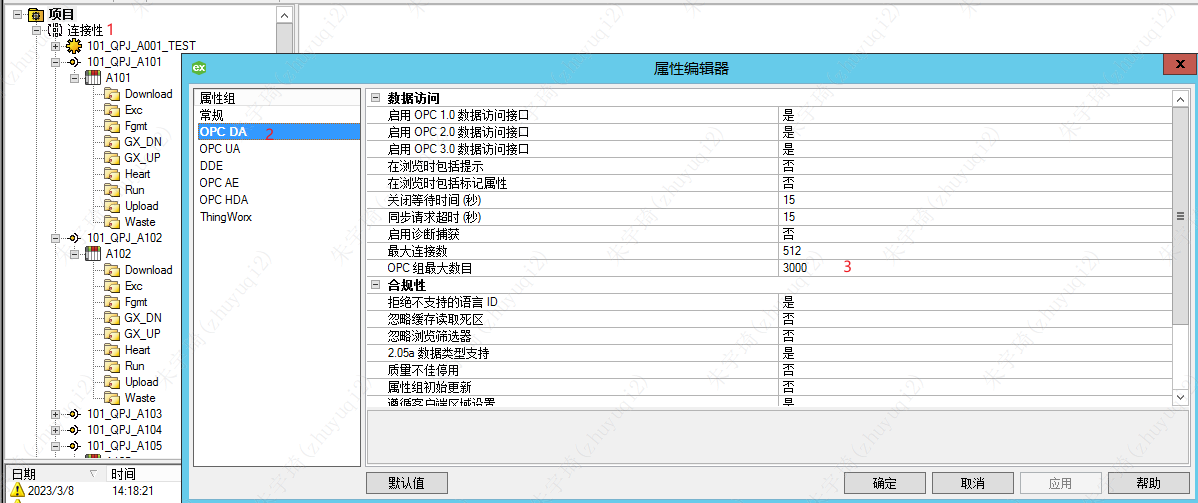 项目
连接性 1
101_QPJ_A001_TEST
101_QPJ_A101
A101
Download
Exc
Fgmt
GX_DN
GX_UP
Heart
Run
Upload
Waste
101_QPJ_A102
A102
Download
Exc
Fgmt
GX_DN
GX_UP
Heart
Run
Upload
Waste
101_QPJ_A103
101_QPJ_A104
101_QPJ_A105
日期 时间
2023/3/8 14:18:21
ex 属性编辑器 x
属性组
常规
OPC DA 2
OPC UA
DDE
OPC AE
OPC HDA
ThingWorx
数据访问
启用 OPC 1.0 数据访问接口 是
启用 OPC 2.0 数据访问接口 是
启用 OPC 3.0 数据访问接口 是
在浏览时包括提示 否
在浏览时包括标记属性 否
关闭等待时间 (秒) 15
同步请求超时 (秒) 15
启用诊断捕获 否
最大连接数 512
OPC 组最大数目 3000 3
合规性
拒绝不支持的语言 ID 是
忽略缓存读取死区 否
忽略浏览筛选器 否
2.05a 数据类型支持 是
质量不佳停用 否
属性组初始更新 否
遵循客户端区域设置 是
默认值 确定 取消 应用 帮助
朱宇琦(zhuyuqi2)